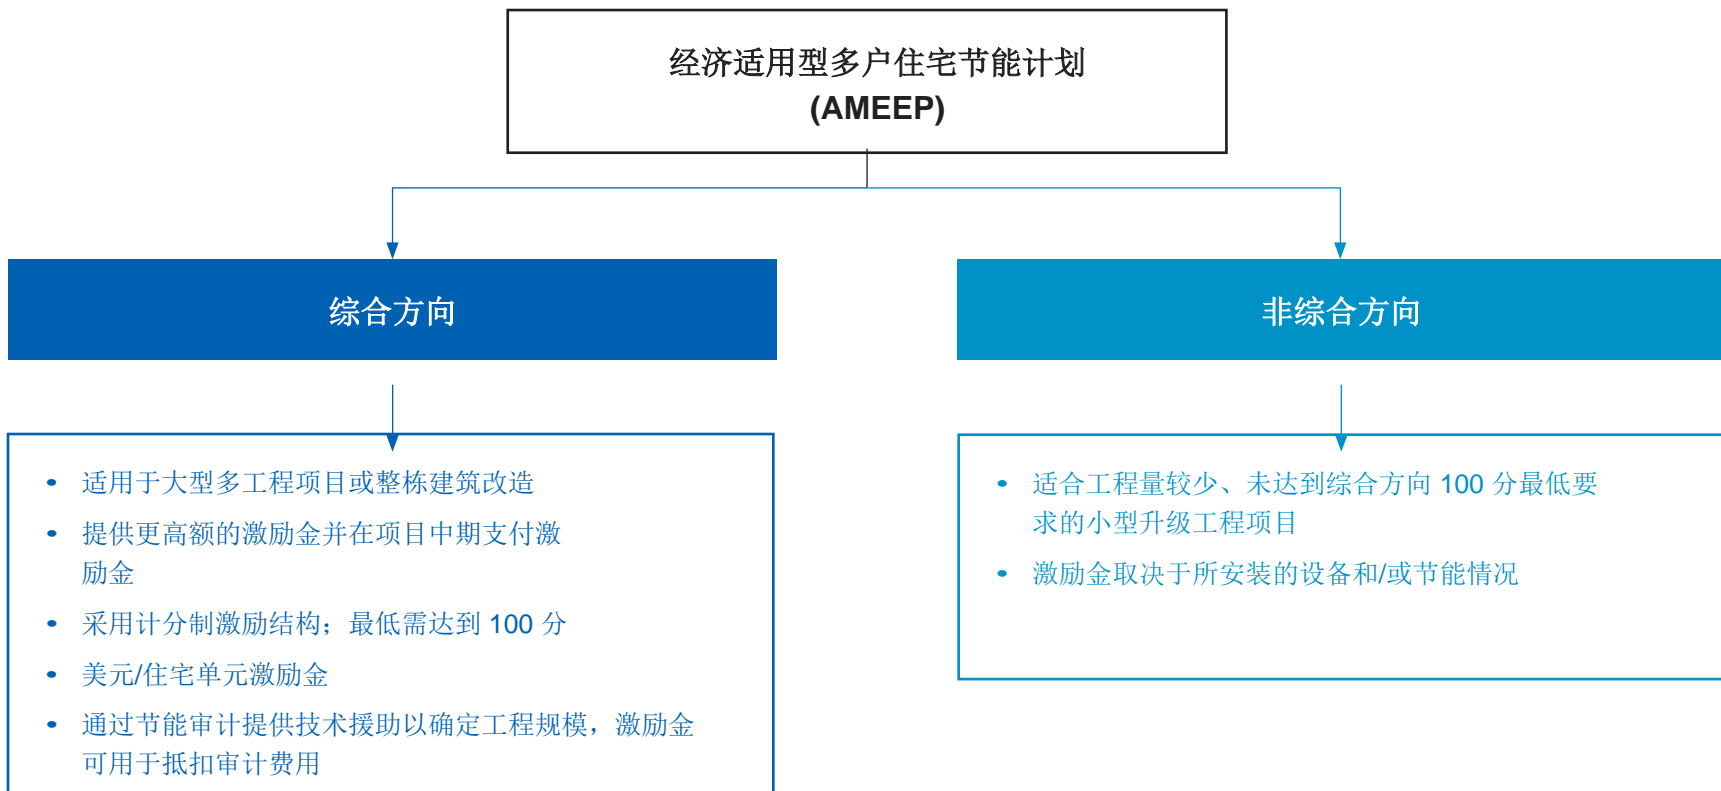 经济适用型多户住宅节能计划
(AMEEP)
综合方向
非综合方向
• 适用于大型多工程项目或整栋建筑改造
• 提供更高额的激励金并在项目中期支付激
励金
• 采用计分制激励结构；最低需达到 100 分
• 美元/住宅单元激励金
• 通过节能审计提供技术援助以确定工程规模，激励金
可用于抵扣审计费用
• 适合工程量较少、未达到综合方向 100 分最低要
求的小型升级工程项目
• 激励金取决于所安装的设备和/或节能情况